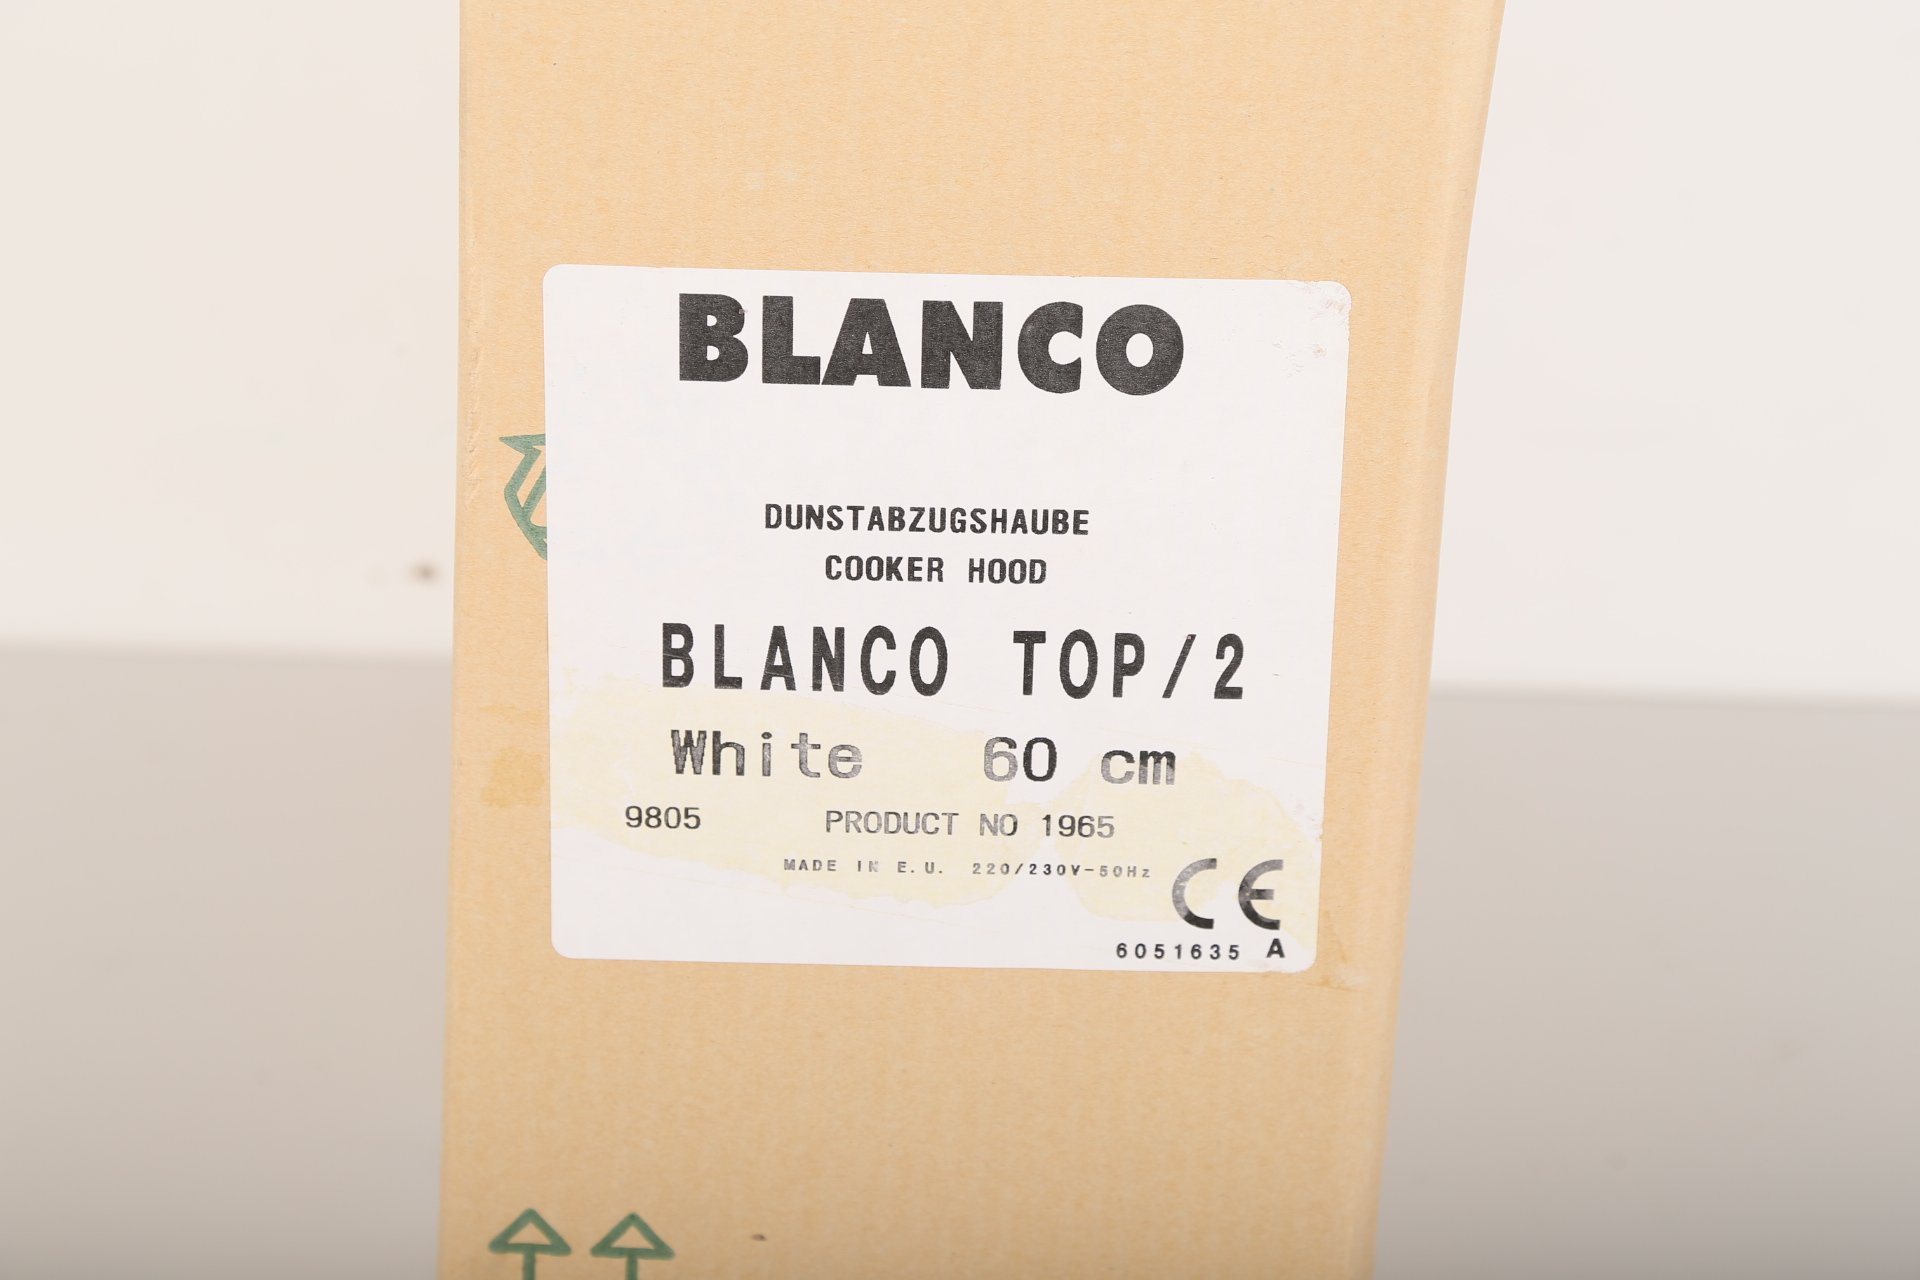 BLANCO
DUNSTABZUGSHAUBE
COOKER HOOD
BLANCO TOP/2
White 60 cm
9805 PRODUCT NO 1965
MADE IN E.U. 220/230V-50Hz
CE
6051635 A